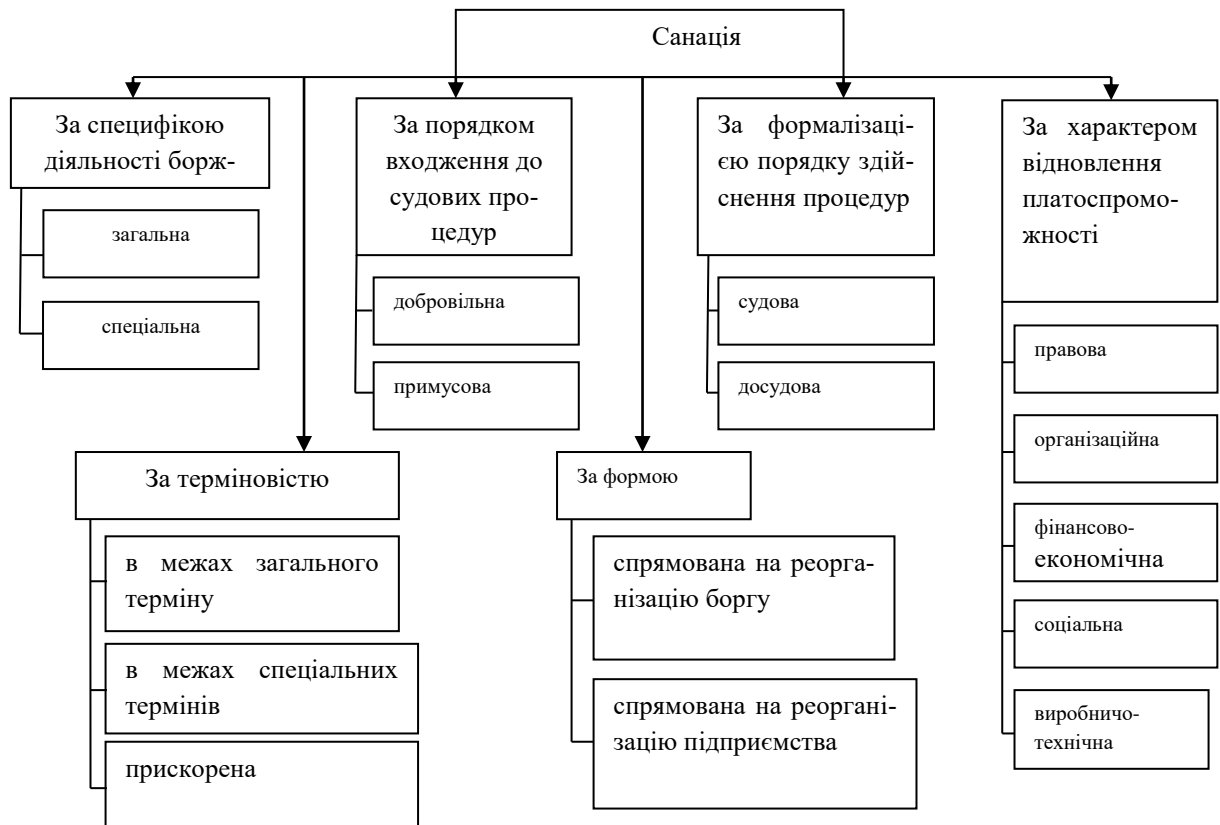 Санація
За специфікою
діяльності борж-
загальна
спеціальна
За порядком
входження до
судових про-
цедур
добровільна
примусова
За формалізаці-
єю порядку здій-
снення процедур
судова
досудова
За характером
відновлення
платоспромо-
жності
правова
організаційна
фінансово-
економічна
соціальна
виробничо-
технічна
За терміновістю
в межах загального
терміну
в межах спеціальних
термінів
прискорена
За формою
спрямована на реорга-
нізацію боргу
спрямована на реоргані-
зацію підприємства